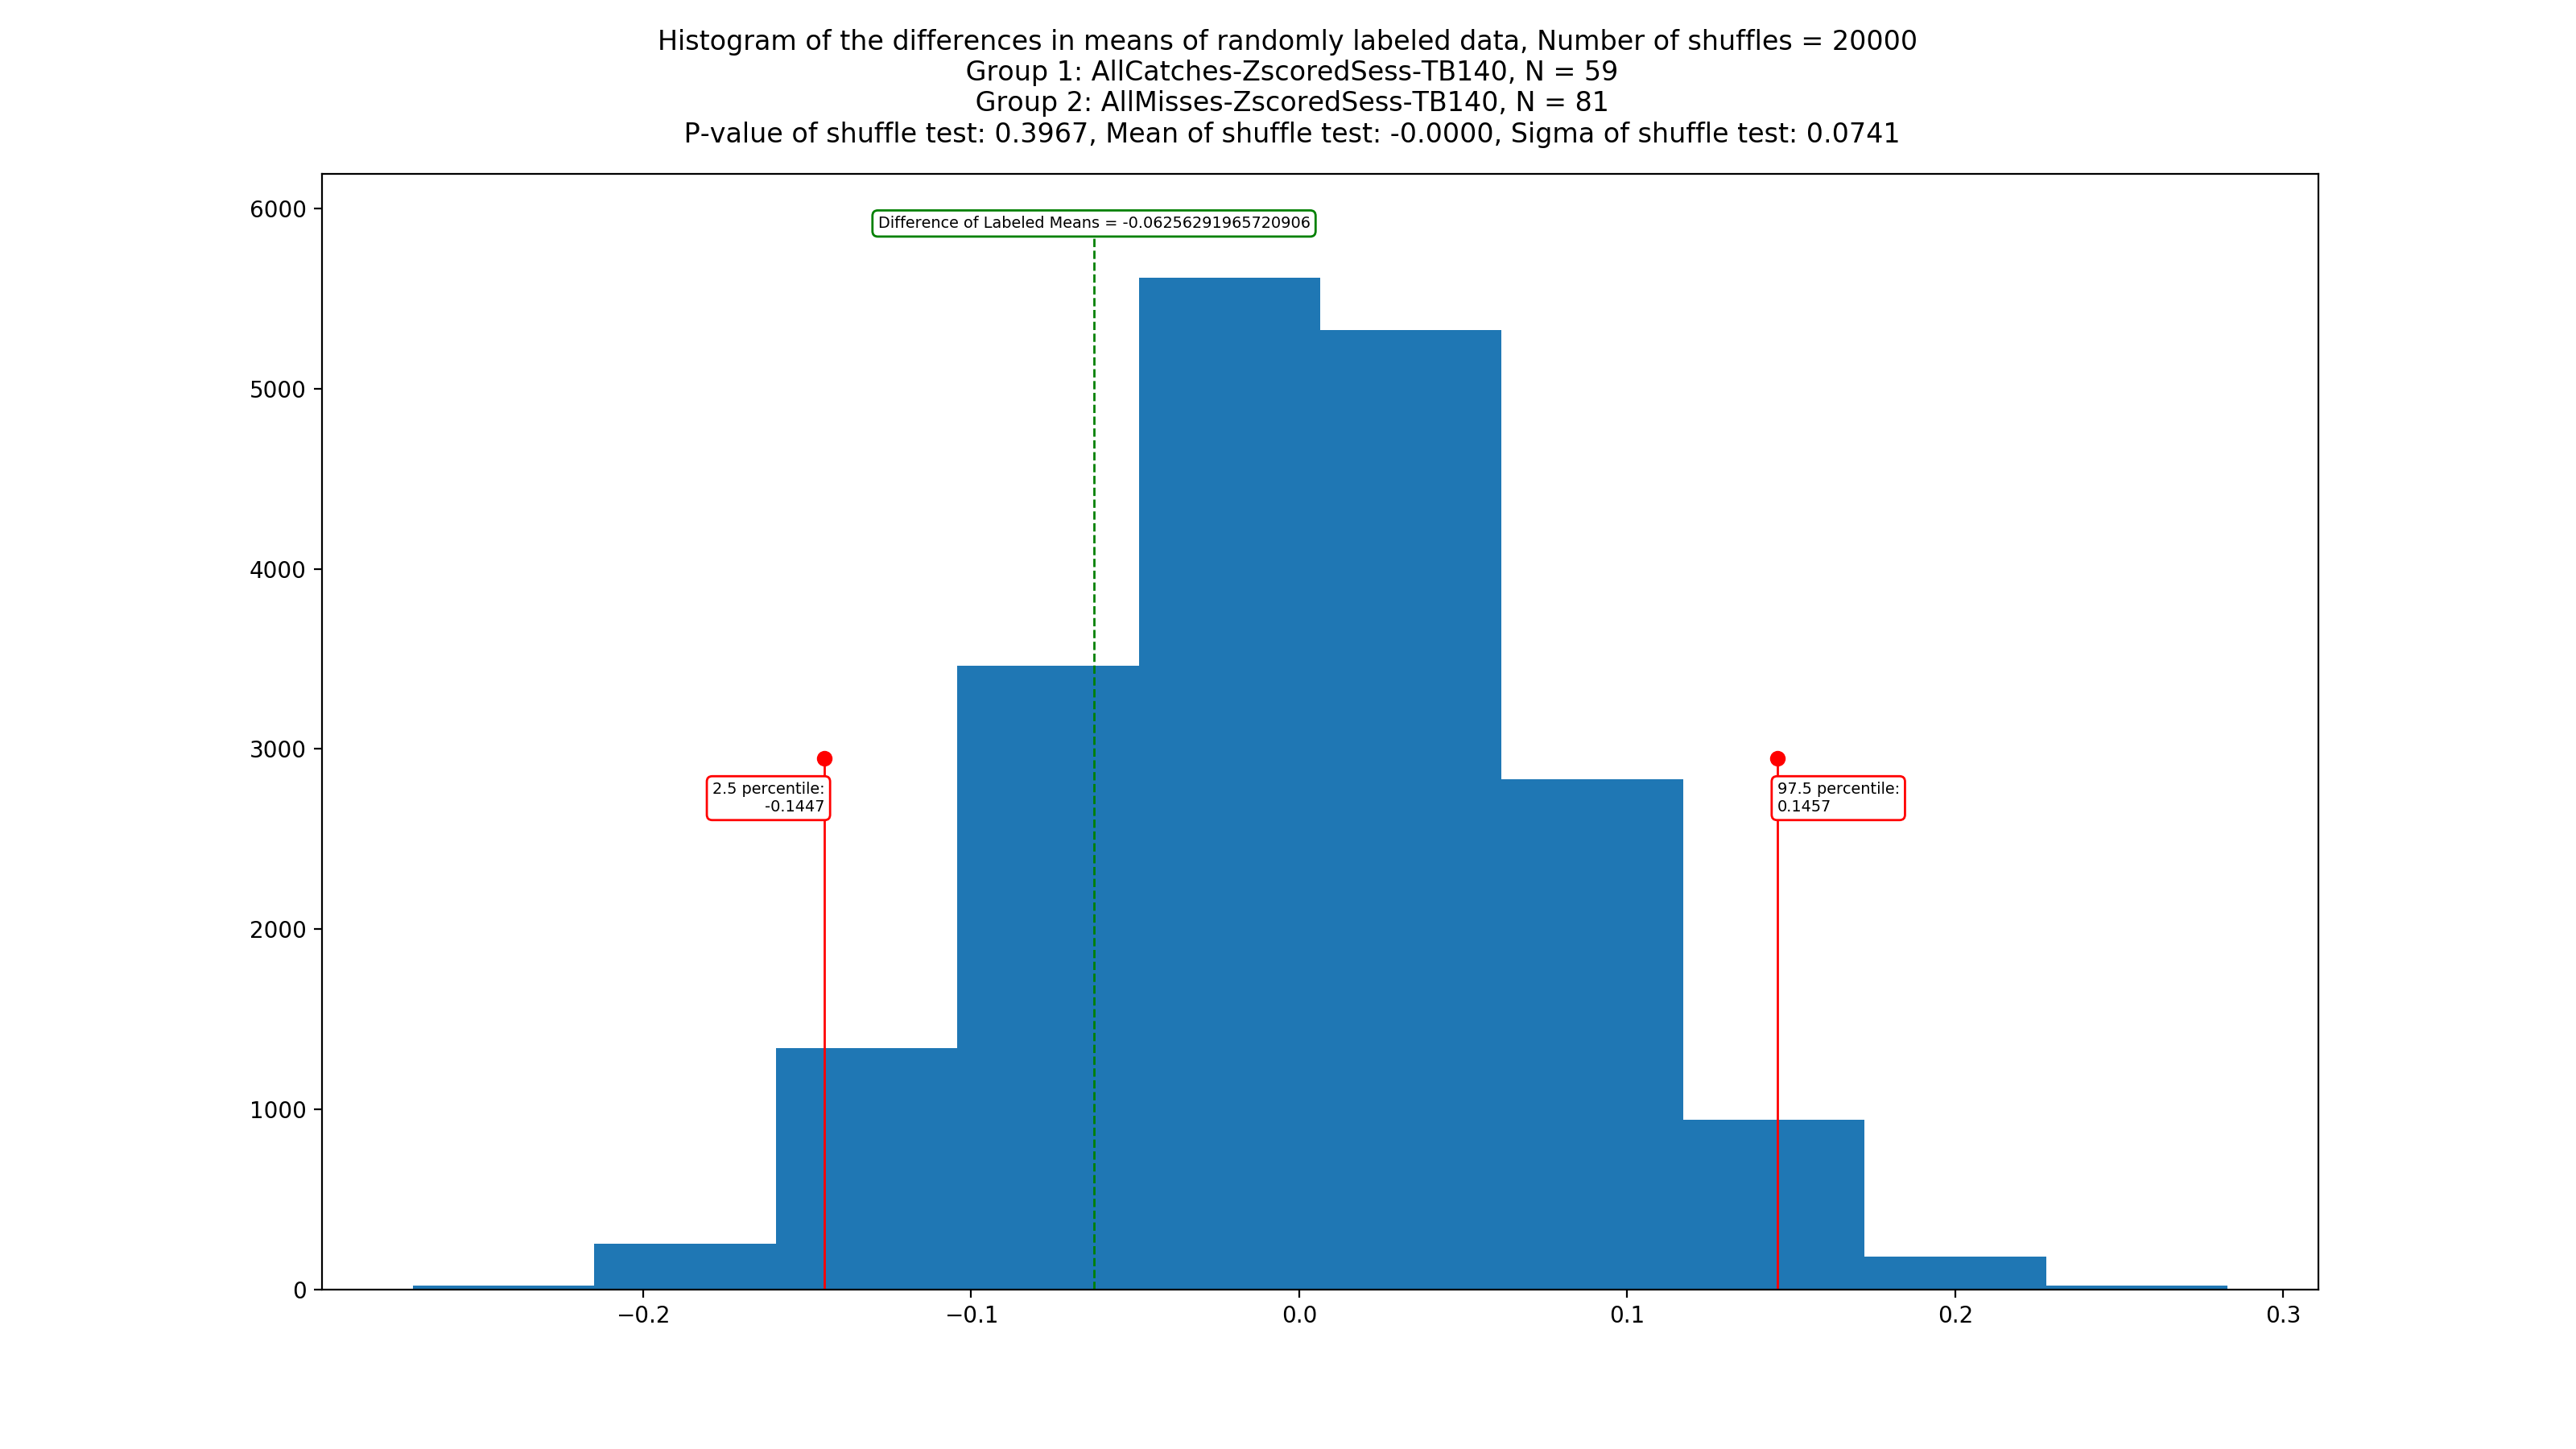 Histogram of the differences in means of randomly labeled data, Number of shuffles = 20000
Group 1: AllCatches-ZscoredSess-TB140, N = 59
Group 2: AllMisses-ZscoredSess-TB140, N = 81
P-value of shuffle test: 0.3967, Mean of shuffle test: -0.0000, Sigma of shuffle test: 0.0741
6000
Difference of Labeled Means = -0.06256291965720906
5000
4000
3000
2.5 percentile:
-0.1447
97.5 percentile:
0.1457
2000
1000
0
−0.2
−0.1
0.0
0.1
0.2
0.3